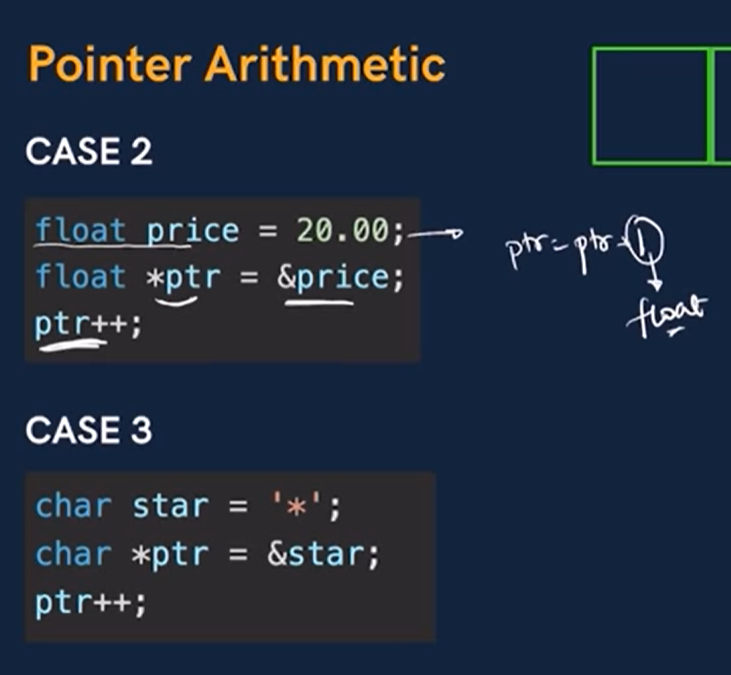 Pointer Arithmetic
CASE 2
float price = 20.00;
float *ptr = &price;
ptr++;
ptr = ptr + 1
float
CASE 3
char star = '*';
char *ptr = &star;
ptr++;